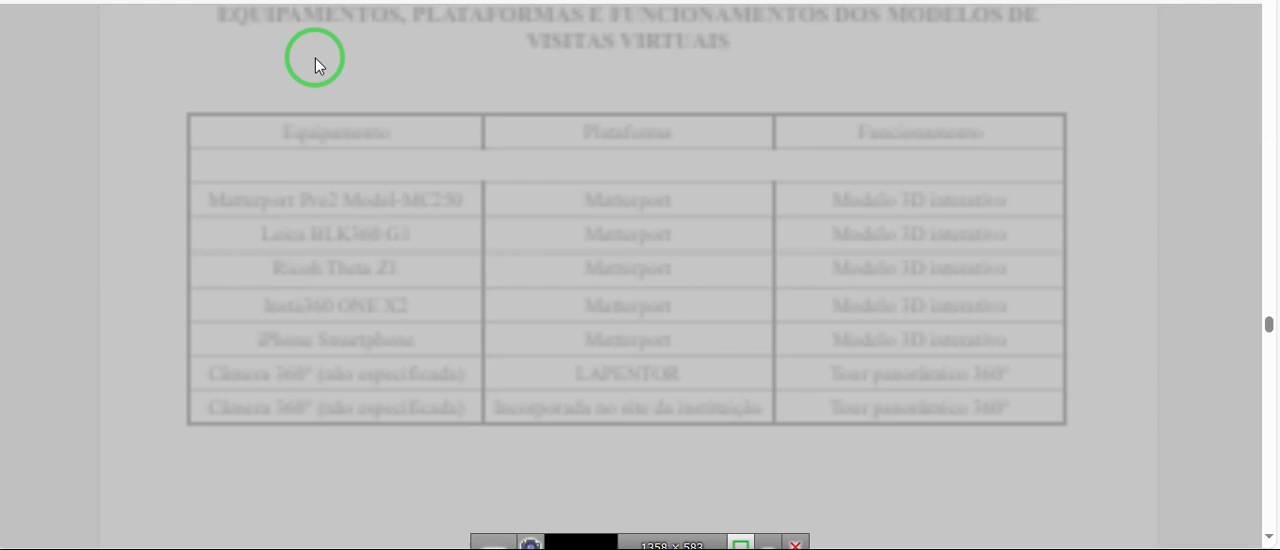 EQUIPAMENTOS, PLATAFORMAS E FUNCIONAMENTOS DOS MODELOS DE
VISITAS VIRTUAIS
Equipamento Plataforma Funcionamento
Matterport Pro2 Model-MC250 Matterport Modelo 3D interativo
Leica BLK360 G1 Matterport Modelo 3D interativo
Ricoh Theta Z1 Matterport Modelo 3D interativo
Insta360 ONE X2 Matterport Modelo 3D interativo
iPhone Smartphone Matterport Modelo 3D interativo
Câmera 360° (não especificada) LAPENTOR Tour panorâmico 360°
Câmera 360° (não especificada) Incorporada no site da instituição Tour panorâmico 360°
1358 × 583